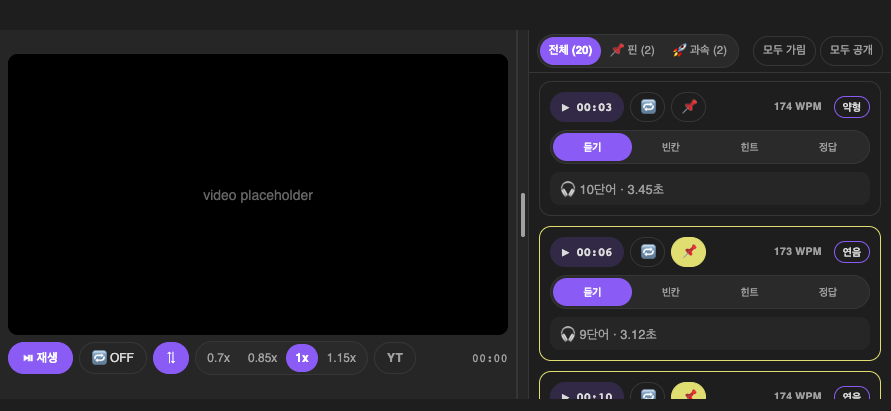 전체 (20) 📌 핀 (2) 🚀 과속 (2) 모두 가림 모두 공개
video placeholder
⏯ 재생 🔁 OFF ⇅ 0.7x 0.85x 1x 1.15x YT 00:00
▶ 00:03 🔁 📌 174 WPM 약형
듣기 빈칸 힌트 정답
🎧 10단어 · 3.45초
▶ 00:06 🔁 📌 173 WPM 연음
듣기 빈칸 힌트 정답
🎧 9단어 · 3.12초
▶ 00:10 🔁 📌 174 WPM 연음